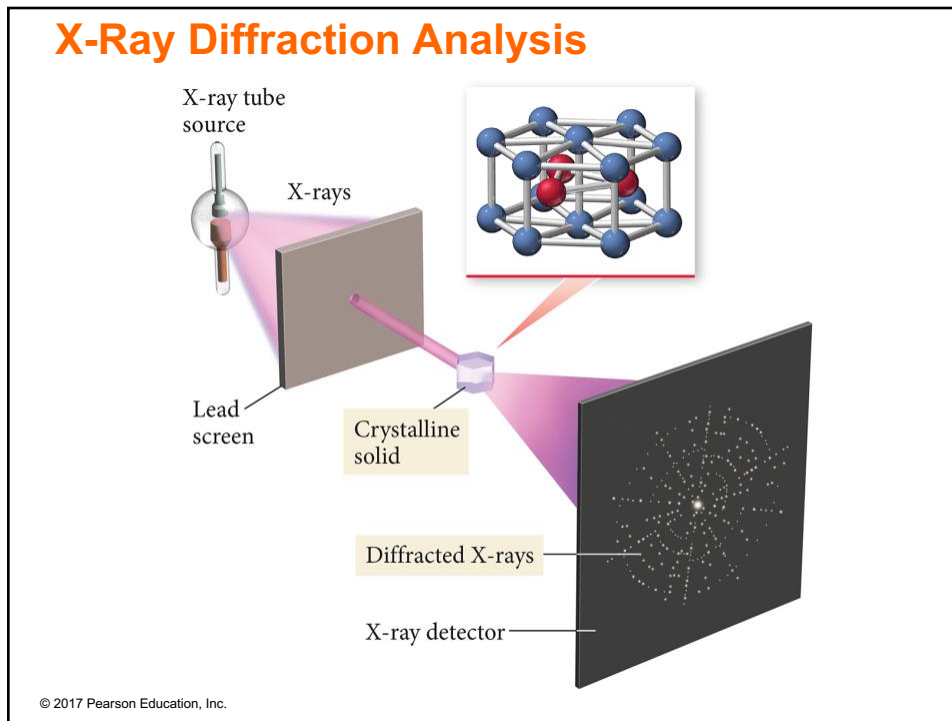 X-Ray Diffraction Analysis
X-ray tube
source
X-rays
Lead
screen
Crystalline
solid
Diffracted X-rays
X-ray detector
© 2017 Pearson Education, Inc.